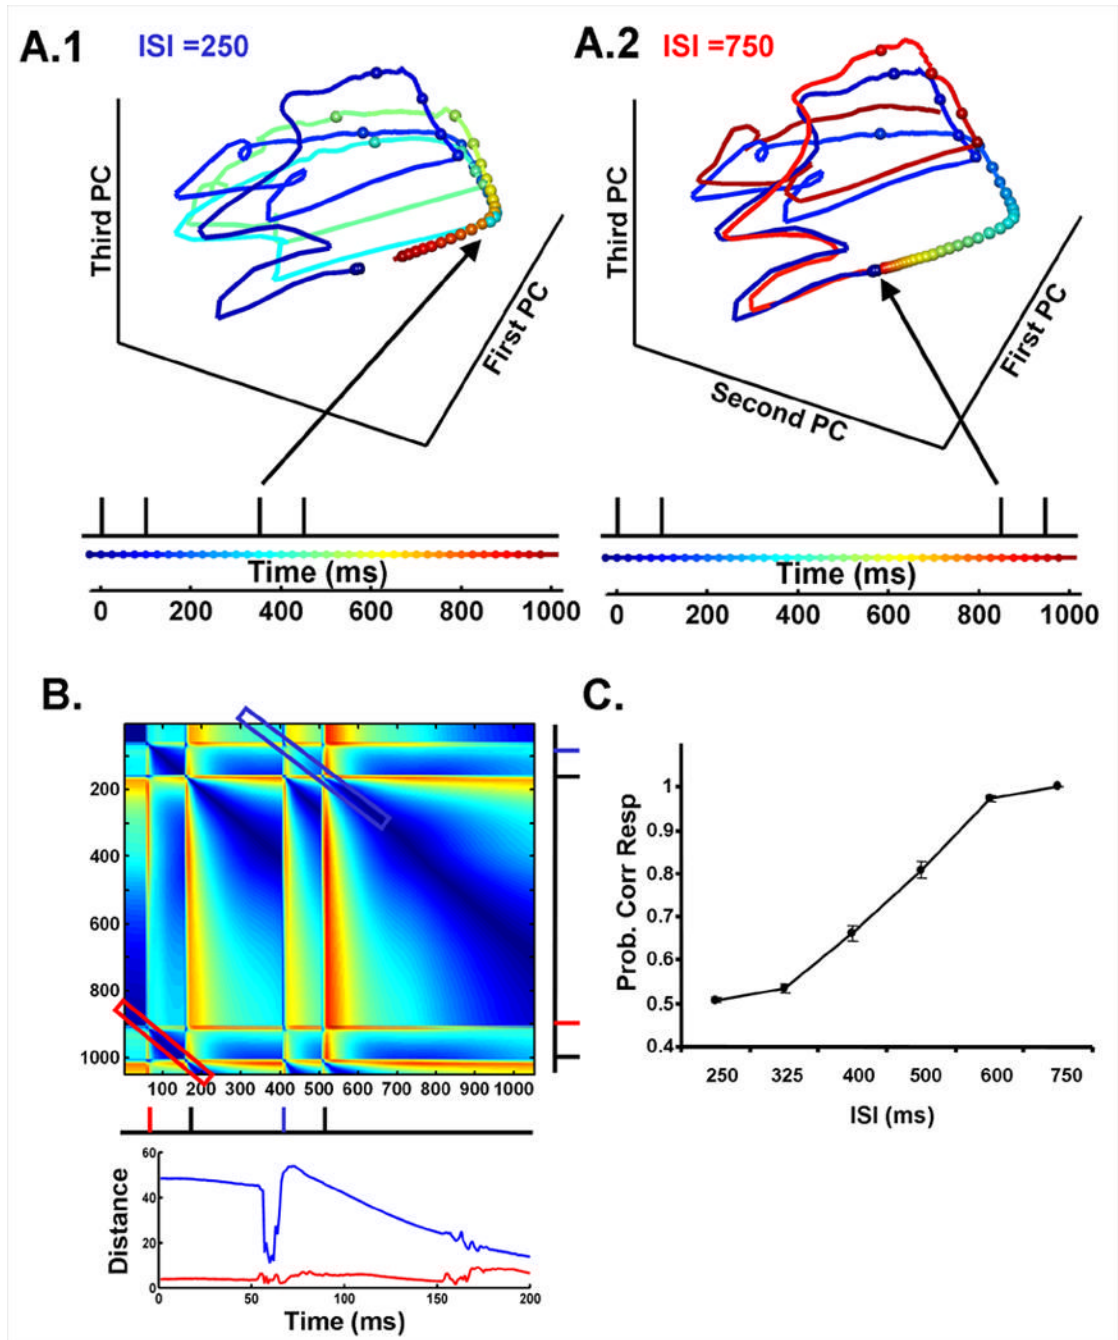 A.1 ISI =250
Third PC
First PC
Time (ms)
0 200 400 600 800 1000
A.2 ISI =750
Third PC
Second PC
First PC
Time (ms)
0 200 400 600 800 1000
B.
200
400
600
800
1000
100 200 300 400 500 600 700 800 900 1000
Distance
60
40
20
0
0 50 100 150 200
Time (ms)
C.
Prob. Corr Resp
1
0.9
0.8
0.7
0.6
0.5
0.4
250 325 400 500 600 750
ISI (ms)